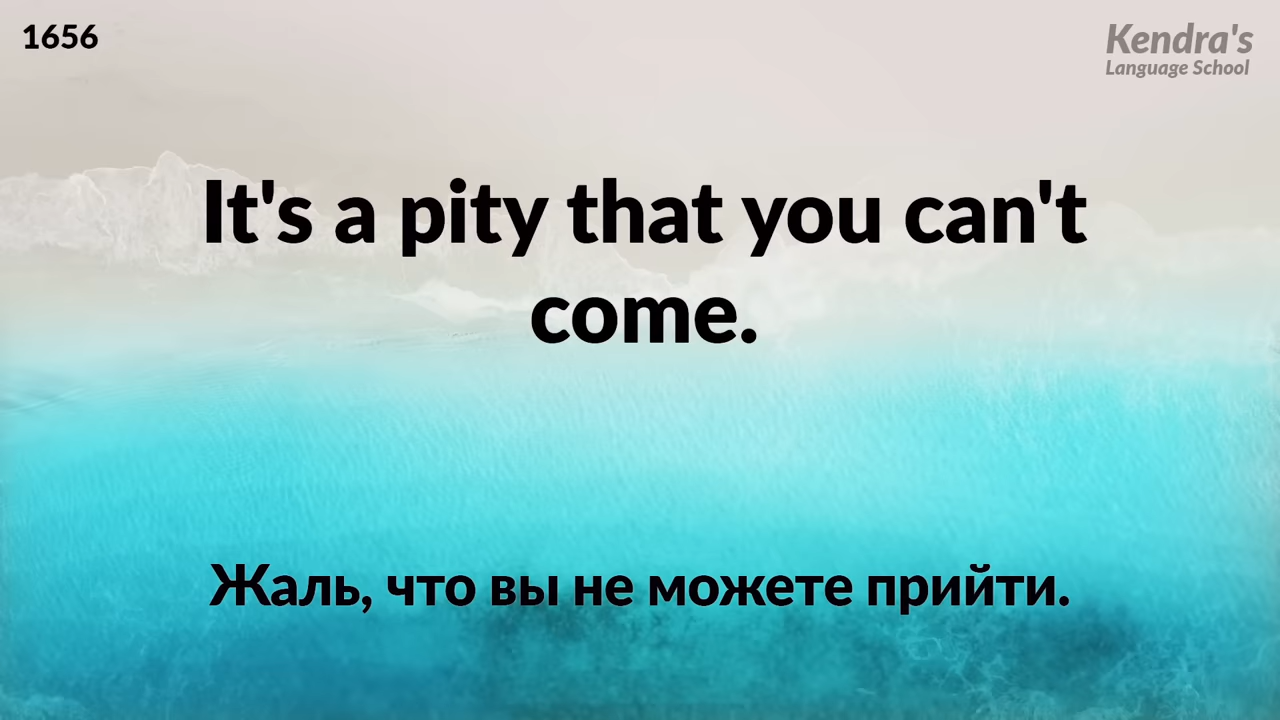 1656
Kendra's
Language School
It's a pity that you can't
come.
Жаль, что вы не можете прийти.